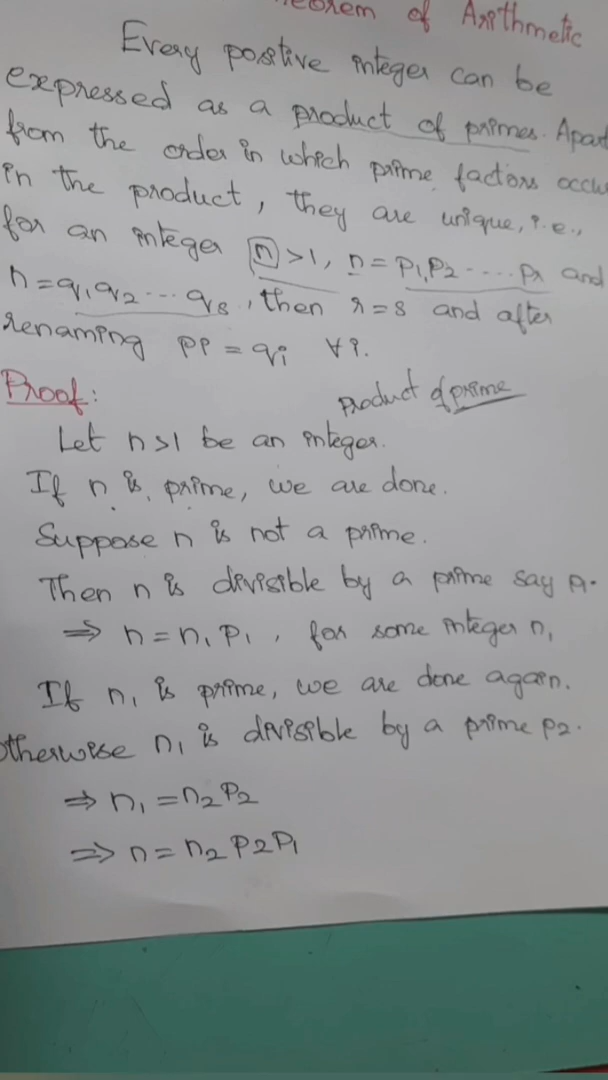 Theorem of Arithmetic
Every positive integer can be
expressed as a product of primes. Apart
from the order in which prime factors occur
in the product, they are unique, i.e.,
for an integer n>1, n = p₁p₂ ····· pr and
n = q₁q₂ ··· qs, then r = s and after
renaming pi = qi ∀ i.
Proof:
product of prime
Let n>1 be an integer.
If n is prime, we are done.
Suppose n is not a prime.
Then n is divisible by a prime say p₁.
⇒ n = n₁ p₁, for some integer n₁
If n₁ is prime, we are done again.
Otherwise n₁ is divisible by a prime p₂.
⇒ n₁ = n₂ p₂
⇒ n = n₂ p₂ p₁